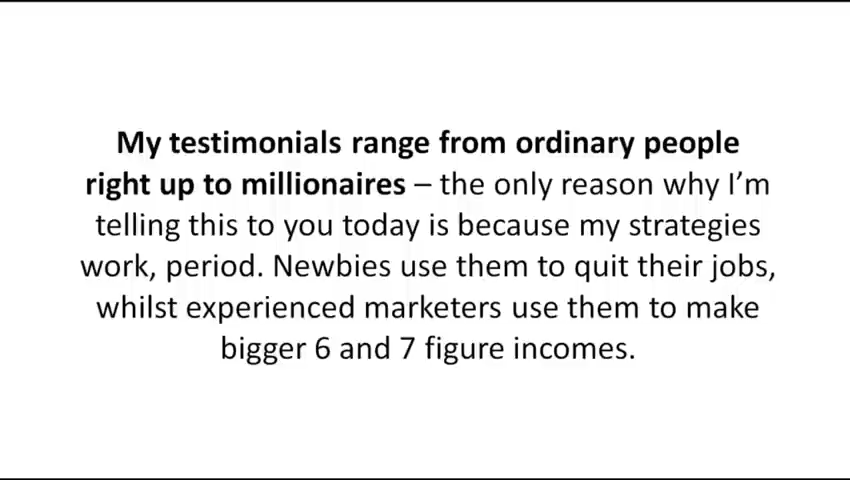 My testimonials range from ordinary people
right up to millionaires – the only reason why I’m
telling this to you today is because my strategies
work, period. Newbies use them to quit their jobs,
whilst experienced marketers use them to make
bigger 6 and 7 figure incomes.